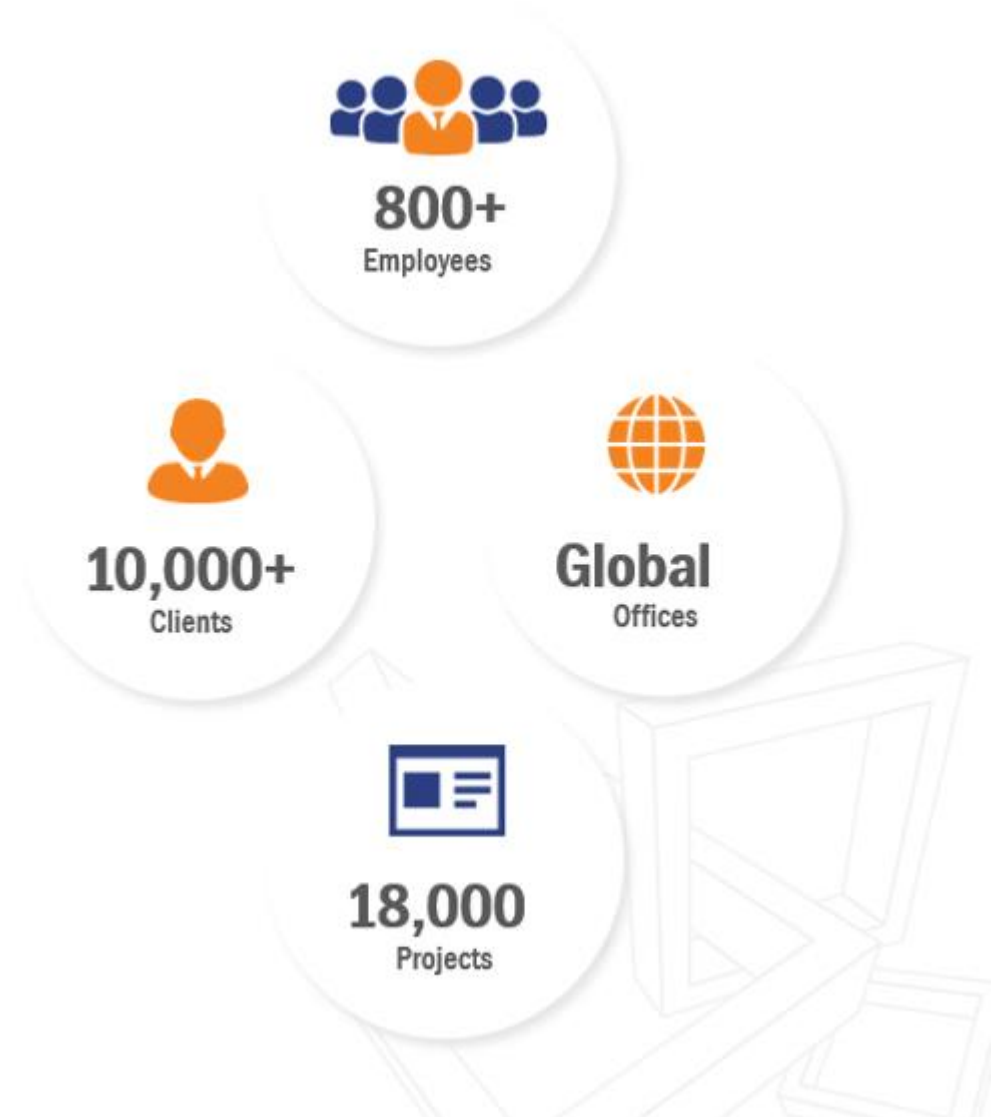 800+
Employees
10,000+
Clients
Global
Offices
18,000
Projects